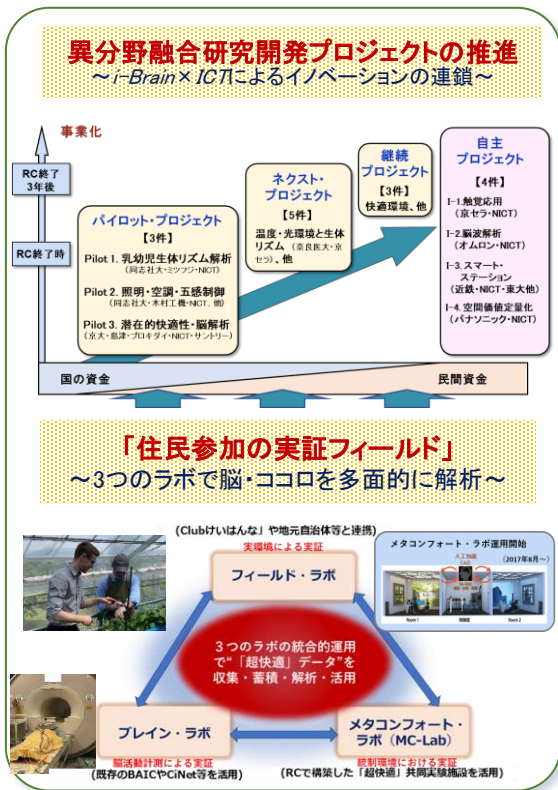 異分野融合研究開発プロジェクトの推進
～i-Brain×ICTによるイノベーションの連鎖～
事業化
RC終了
3年後
RC終了時
パイロット・プロジェクト
【3件】
Pilot 1. 乳幼児生体リズム解析
(同志社大・ミツフジ・NICT)
Pilot 2. 照明・空調・五感制御
(同志社大・木村工機・NICT、他)
Pilot 3. 潜在的快適性・脳解析
(京大・島津・プロキダイ・NICT・サントリー)
ネクスト・
プロジェクト
【5件】
温度・光環境と生体
リズム (奈良医大・京
セラ)、他
継続
プロジェクト
【3件】
快適環境、他
自主
プロジェクト
【4件】
I-1.触覚応用
(京セラ・NICT)
I-2.脳波解析
(オムロン・NICT)
I-3.スマート・
ステーション
(近鉄・NICT・東大他)
I-4.空間価値定量化
(パナソニック・NICT)
国の資金
民間資金
「住民参加の実証フィールド」
～3つのラボで脳・ココロを多面的に解析～
(Clubけいはんな」や地元自治体等と連携)
実環境による実証
フィールド・ラボ
メタコンフォート・ラボ運用開始
(2017年8月～)
人工知能
(AI)
Room 1
制御室
Room 2
３つのラボの統合的運用
で“「超快適」データ”を
収集・蓄積・解析・活用
ブレイン・ラボ
脳活動計測による実証
(既存のBAICやCiNet等を活用)
メタコンフォート・
ラボ（MC-Lab）
統制環境における実証
(RCで構築した「超快適」共同実験施設を活用)